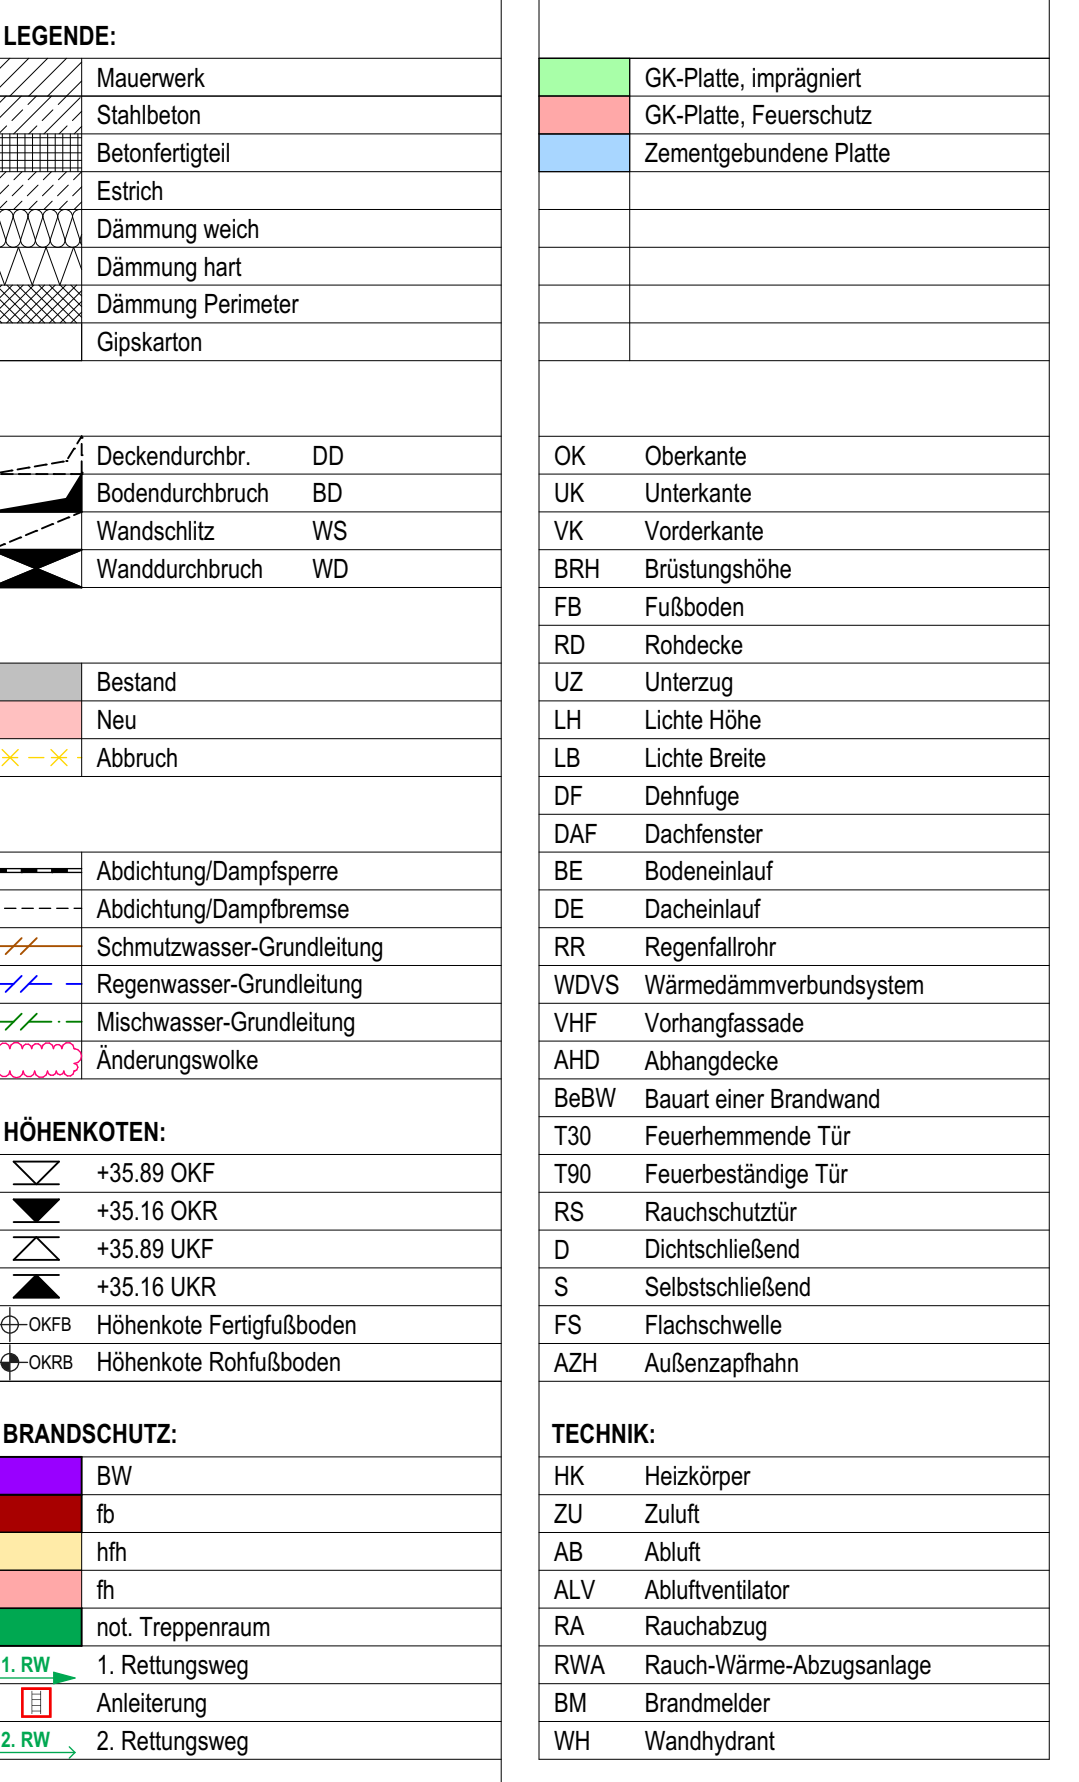 LEGENDE:
Mauerwerk
Stahlbeton
Betonfertigteil
Estrich
Dämmung weich
Dämmung hart
Dämmung Perimeter
Gipskarton
Deckendurchbr. DD
Bodendurchbruch BD
Wandschlitz WS
Wanddurchbruch WD
Bestand
Neu
Abbruch
Abdichtung/Dampfsperre
Abdichtung/Dampfbremse
Schmutzwasser-Grundleitung
Regenwasser-Grundleitung
Mischwasser-Grundleitung
Änderungswolke
HÖHENKOTEN:
+35.89 OKF
+35.16 OKR
+35.89 UKF
+35.16 UKR
OKFB Höhenkote Fertigfußboden
OKRB Höhenkote Rohfußboden
BRANDSCHUTZ:
BW
fb
hfh
fh
not. Treppenraum
1. RW 1. Rettungsweg
Anleiterung
2. RW 2. Rettungsweg
GK-Platte, imprägniert
GK-Platte, Feuerschutz
Zementgebundene Platte
OK Oberkante
UK Unterkante
VK Vorderkante
BRH Brüstungshöhe
FB Fußboden
RD Rohdecke
UZ Unterzug
LH Lichte Höhe
LB Lichte Breite
DF Dehnfuge
DAF Dachfenster
BE Bodeneinlauf
DE Dacheinlauf
RR Regenfallrohr
WDVS Wärmedämmverbundsystem
VHF Vorhangfassade
AHD Abhangdecke
BeBW Bauart einer Brandwand
T30 Feuerhemmende Tür
T90 Feuerbeständige Tür
RS Rauchschutztür
D Dichtschließend
S Selbstschließend
FS Flachschwelle
AZH Außenzapfhahn
TECHNIK:
HK Heizkörper
ZU Zuluft
AB Abluft
ALV Abluftventilator
RA Rauchabzug
RWA Rauch-Wärme-Abzugsanlage
BM Brandmelder
WH Wandhydrant